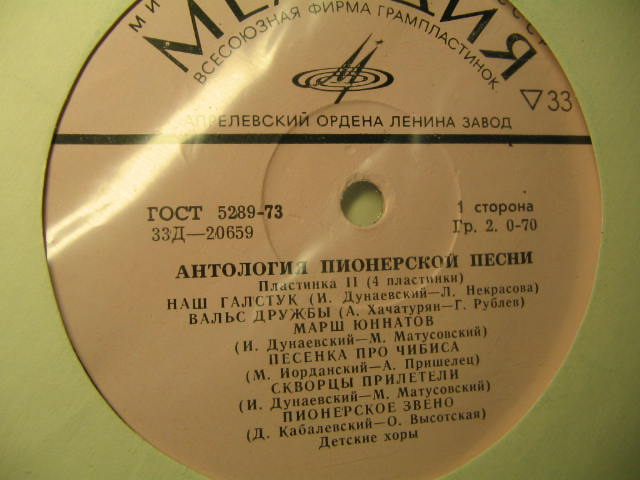 МЕЛОДИЯ
ВСЕСОЮЗНАЯ ФИРМА ГРАМПЛАСТИНОК
▽33
АПРЕЛЕВСКИЙ ОРДЕНА ЛЕНИНА ЗАВОД
ГОСТ 5289-73
1 сторона
33Д—20659
Гр. 2. 0-70
АНТОЛОГИЯ ПИОНЕРСКОЙ ПЕСНИ
Пластинка II (4 пластинки)
НАШ ГАЛСТУК (И. Дунаевский—Л. Некрасова)
ВАЛЬС ДРУЖБЫ (А. Хачатурян—Г. Рублев)
МАРШ ЮННАТОВ
(И. Дунаевский—М. Матусовский)
ПЕСЕНКА ПРО ЧИБИСА
(М. Иорданский—А. Пришелец)
СКВОРЦЫ ПРИЛЕТЕЛИ
(И. Дунаевский—М. Матусовский)
ПИОНЕРСКОЕ ЗВЕНО
(Д. Кабалевский—О. Высотская)
Детские хоры